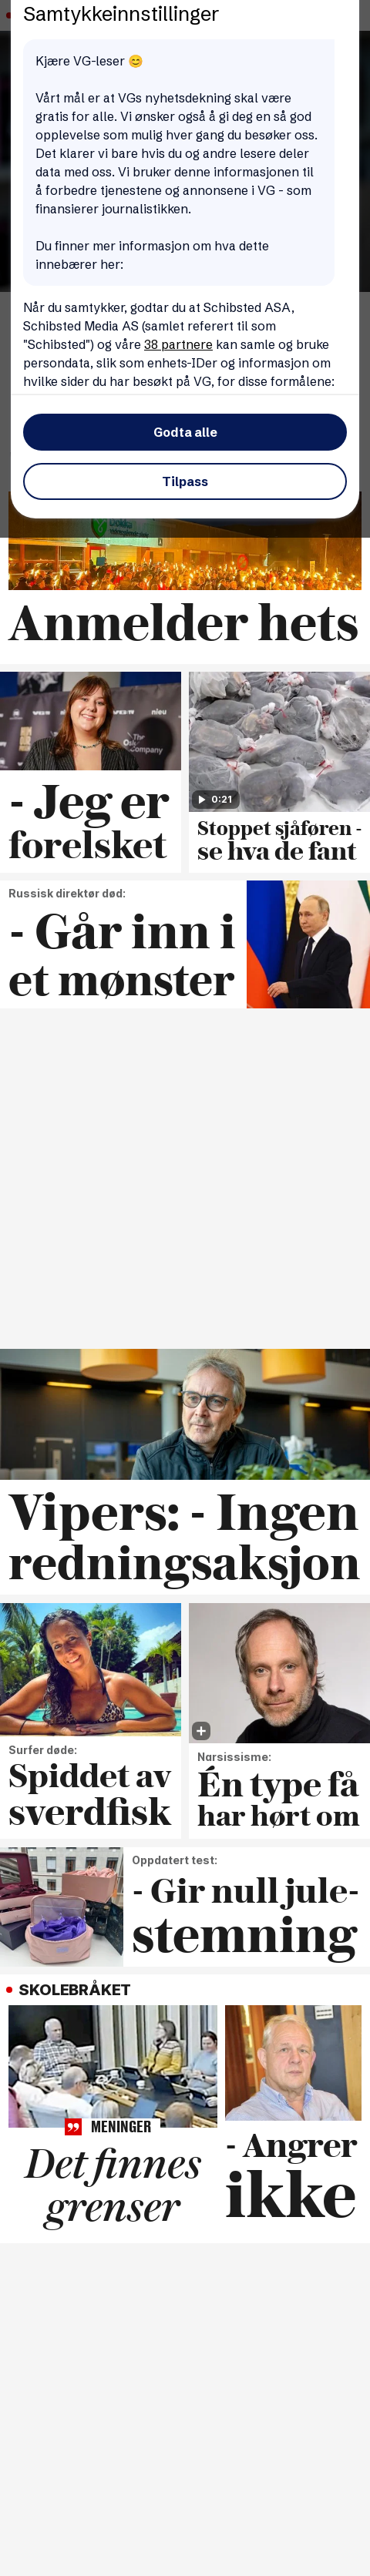 Samtykkeinnstillinger
Kjære VG-leser 😊
Vårt mål er at VGs nyhetsdekning skal være
gratis for alle. Vi ønsker også å gi deg en så god
opplevelse som mulig hver gang du besøker oss.
Det klarer vi bare hvis du og andre lesere deler
data med oss. Vi bruker denne informasjonen til
å forbedre tjenestene og annonsene i VG - som
finansierer journalistikken.
Du finner mer informasjon om hva dette
innebærer her:
Når du samtykker, godtar du at Schibsted ASA,
Schibsted Media AS (samlet referert til som
"Schibsted") og våre 38 partnere kan samle og bruke
persondata, slik som enhets-IDer og informasjon om
hvilke sider du har besøkt på VG, for disse formålene:
Godta alle
Tilpass
Anmelder hets
- Jeg er
forelsket
0:21
Stoppet sjåføren -
se hva de fant
Russisk direktør død:
- Går inn i
et mønster
Vipers: - Ingen
redningsaksjon
Surfer døde:
Spiddet av
sverdfisk
Narsissisme:
Én type få
har hørt om
Oppdatert test:
- Gir null jule-
stemning
SKOLEBRÅKET
MENINGER
Det finnes
grenser
- Angrer
ikke